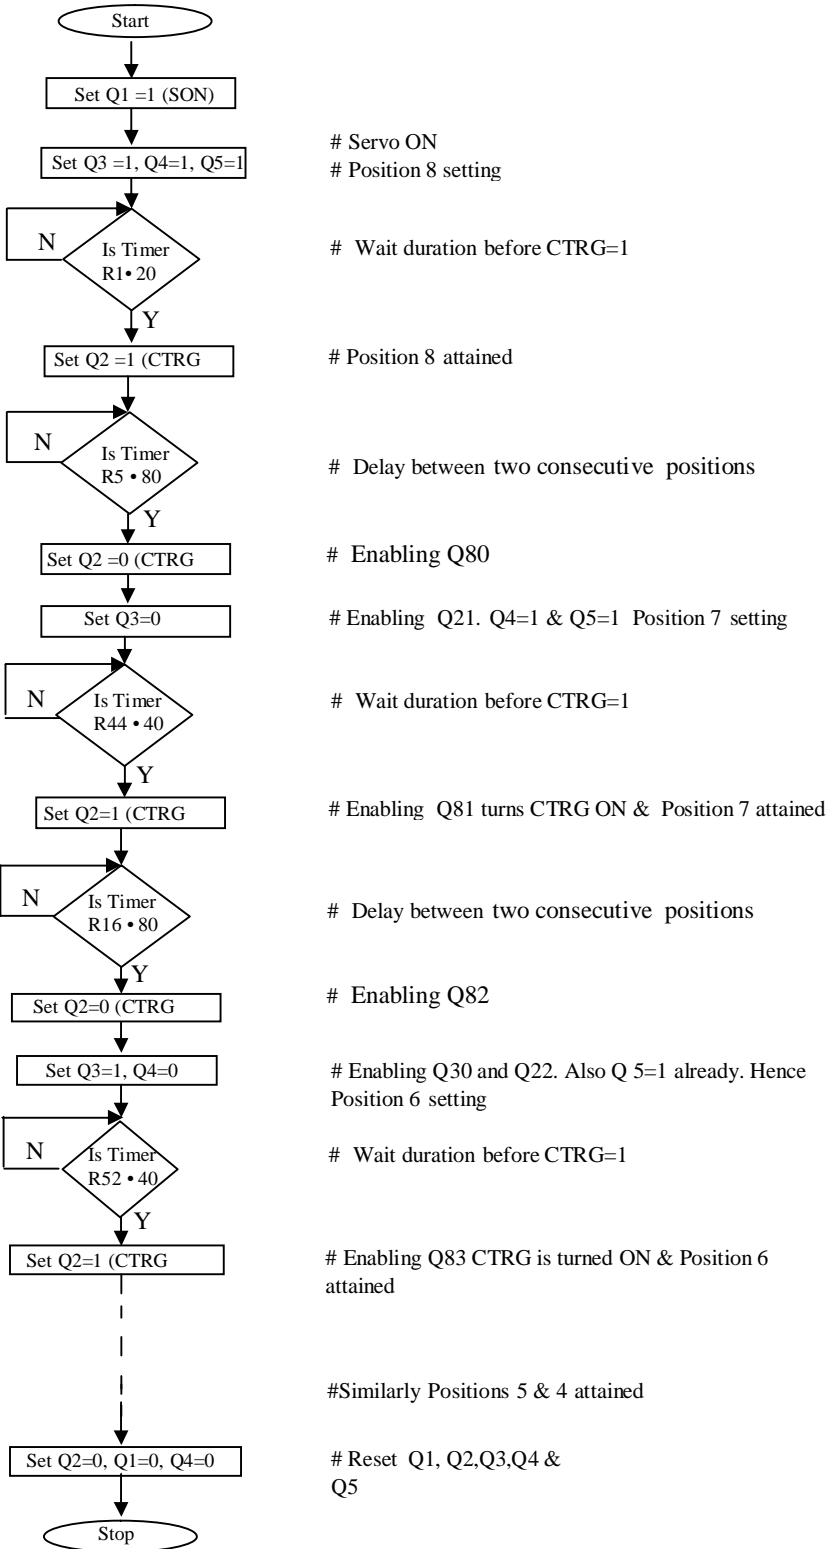 Start
Set Q1 =1 (SON)
# Servo ON
Set Q3 =1, Q4=1, Q5=1
# Position 8 setting
N
Is Timer
R1• 20
# Wait duration before CTRG=1
Y
Set Q2 =1 (CTRG
# Position 8 attained
N
Is Timer
R5 • 80
# Delay between two consecutive positions
Y
Set Q2 =0 (CTRG
# Enabling Q80
Set Q3=0
# Enabling Q21. Q4=1 & Q5=1 Position 7 setting
N
Is Timer
R44 • 40
# Wait duration before CTRG=1
Y
Set Q2=1 (CTRG
# Enabling Q81 turns CTRG ON & Position 7 attained
N
Is Timer
R16 • 80
# Delay between two consecutive positions
Y
Set Q2=0 (CTRG
# Enabling Q82
Set Q3=1, Q4=0
# Enabling Q30 and Q22. Also Q 5=1 already. Hence
Position 6 setting
N
Is Timer
R52 • 40
# Wait duration before CTRG=1
Y
Set Q2=1 (CTRG
# Enabling Q83 CTRG is turned ON & Position 6
attained
#Similarly Positions 5 & 4 attained
Set Q2=0, Q1=0, Q4=0
# Reset Q1, Q2,Q3,Q4 &
Q5
Stop